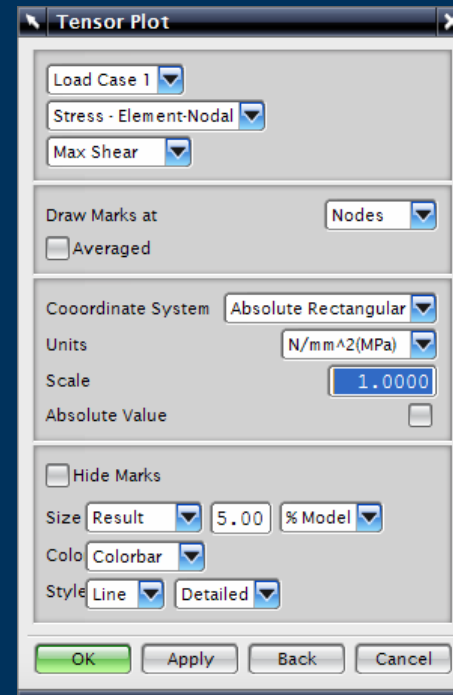 Tensor Plot
Load Case 1
Stress - Element-Nodal
Max Shear
Draw Marks at Nodes
Averaged
Cooordinate System Absolute Rectangular
Units N/mm^2(MPa)
Scale 1.0000
Absolute Value
Hide Marks
Size Result 5.00 % Model
Colo Colorbar
Style Line Detailed
OK Apply Back Cancel